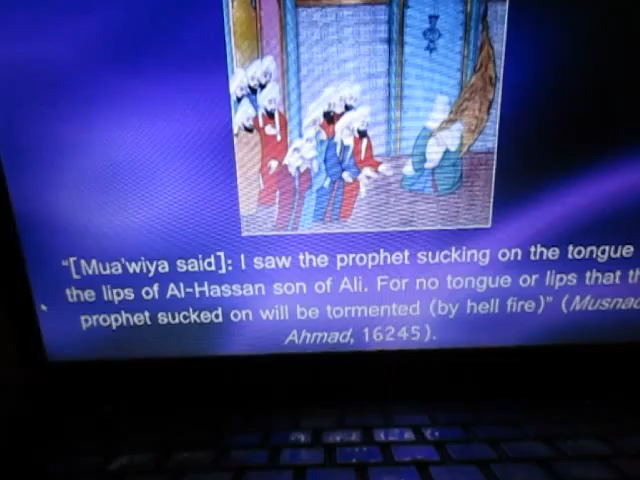 "[Mua'wiya said]: I saw the prophet sucking on the tongue
the lips of Al-Hassan son of Ali. For no tongue or lips that
prophet sucked on will be tormented (by hell fire)" (Musnad
Ahmad, 16245).